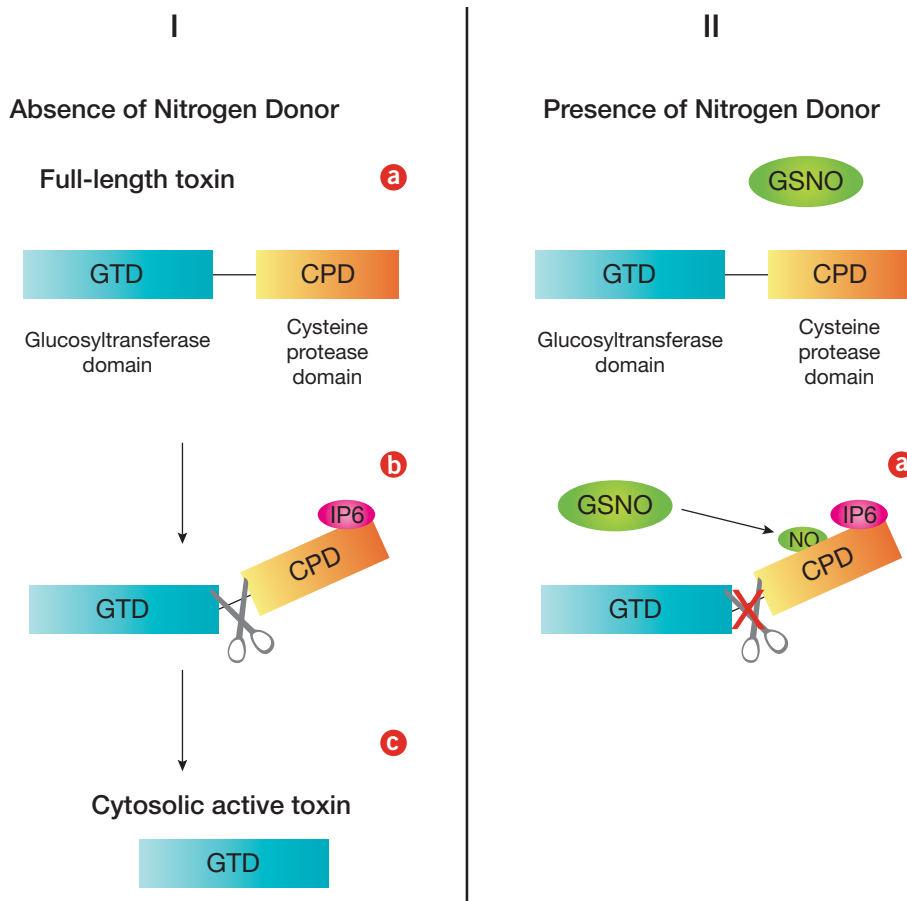 I
Absence of Nitrogen Donor
Full-length toxin
a
GTD
CPD
Glucosyltransferase
domain
Cysteine
protease
domain
b
IP6
CPD
GTD
c
Cytosolic active toxin
GTD
II
Presence of Nitrogen Donor
GSNO
GTD
CPD
Glucosyltransferase
domain
Cysteine
protease
domain
a
GSNO
IP6
NO
CPD
GTD
X